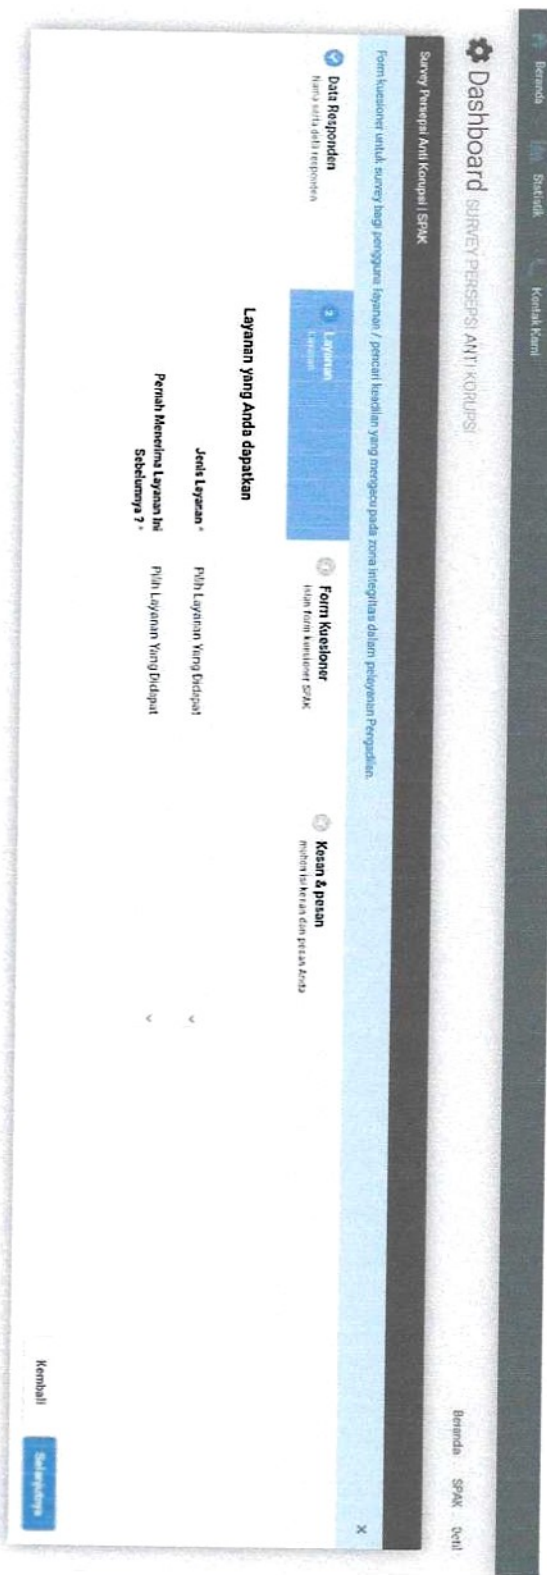 Beranda Statistik Kontak Kami
Dashboard SURVEY PERSEPSI ANTI KORUPSI
Beranda SPAK Detil
Survey Persepsi Anti Korupsi | SPAK
Form kuesioner untuk survey bagi pengguna layanan / pencari keadilan yang mengacu pada zona integritas dalam pelayanan Pengadilan.
Data Responden
Nama serta data responden
2 Layanan
Layanan
Form Kuesioner
isian form kuesioner SPAK
Kesan & pesan
mohon isi kesan dan pesan Anda
Layanan yang Anda dapatkan
Jenis Layanan * Pilih Layanan Yang Didapat
Pernah Menerima Layanan Ini Sebelumnya ? * Pilih Layanan Yang Didapat
Kembali Selanjutnya